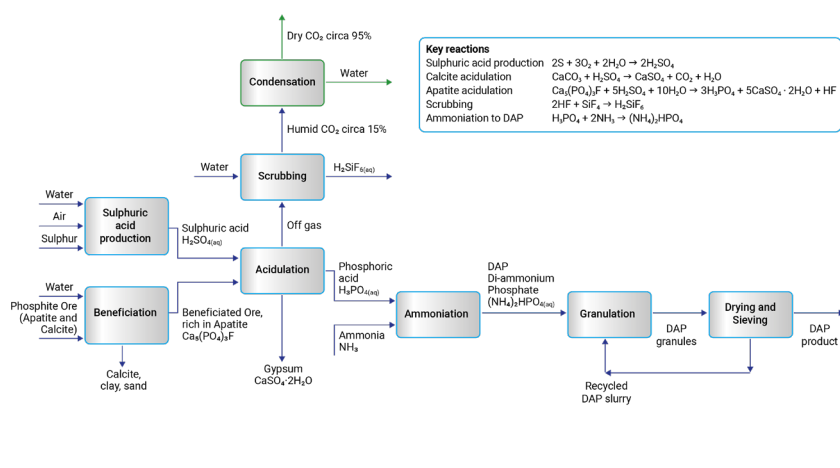 Dry CO₂ circa 95%
Condensation
Water
Humid CO₂ circa 15%
Water
Scrubbing
H₂SiF₆(aq)
Off gas
Key reactions
Sulphuric acid production 2S + 3O₂ + 2H₂O → 2H₂SO₄
Calcite acidulation CaCO₃ + H₂SO₄ → CaSO₄ + CO₂ + H₂O
Apatite acidulation Ca₅(PO₄)₃F + 5H₂SO₄ + 10H₂O → 3H₃PO₄ + 5CaSO₄ · 2H₂O + HF
Scrubbing 2HF + SiF₄ → H₂SiF₆
Ammoniation to DAP H₃PO₄ + 2NH₃ → (NH₄)₂HPO₄
Water
Air
Sulphur
Sulphuric
acid
production
Sulphuric acid
H₂SO₄(aq)
Water
Phosphite Ore
(Apatite and
Calcite)
Beneficiation
Beneficiated Ore,
rich in Apatite
Ca₅(PO₄)₃F
Calcite,
clay, sand
Acidulation
Gypsum
CaSO₄·2H₂O
Phosphoric
acid
H₃PO₄(aq)
Ammonia
NH₃
Ammoniation
DAP
Di-ammonium
Phosphate
(NH₄)₂HPO₄(aq)
Granulation
DAP
granules
Drying and
Sieving
DAP
product
Recycled
DAP slurry